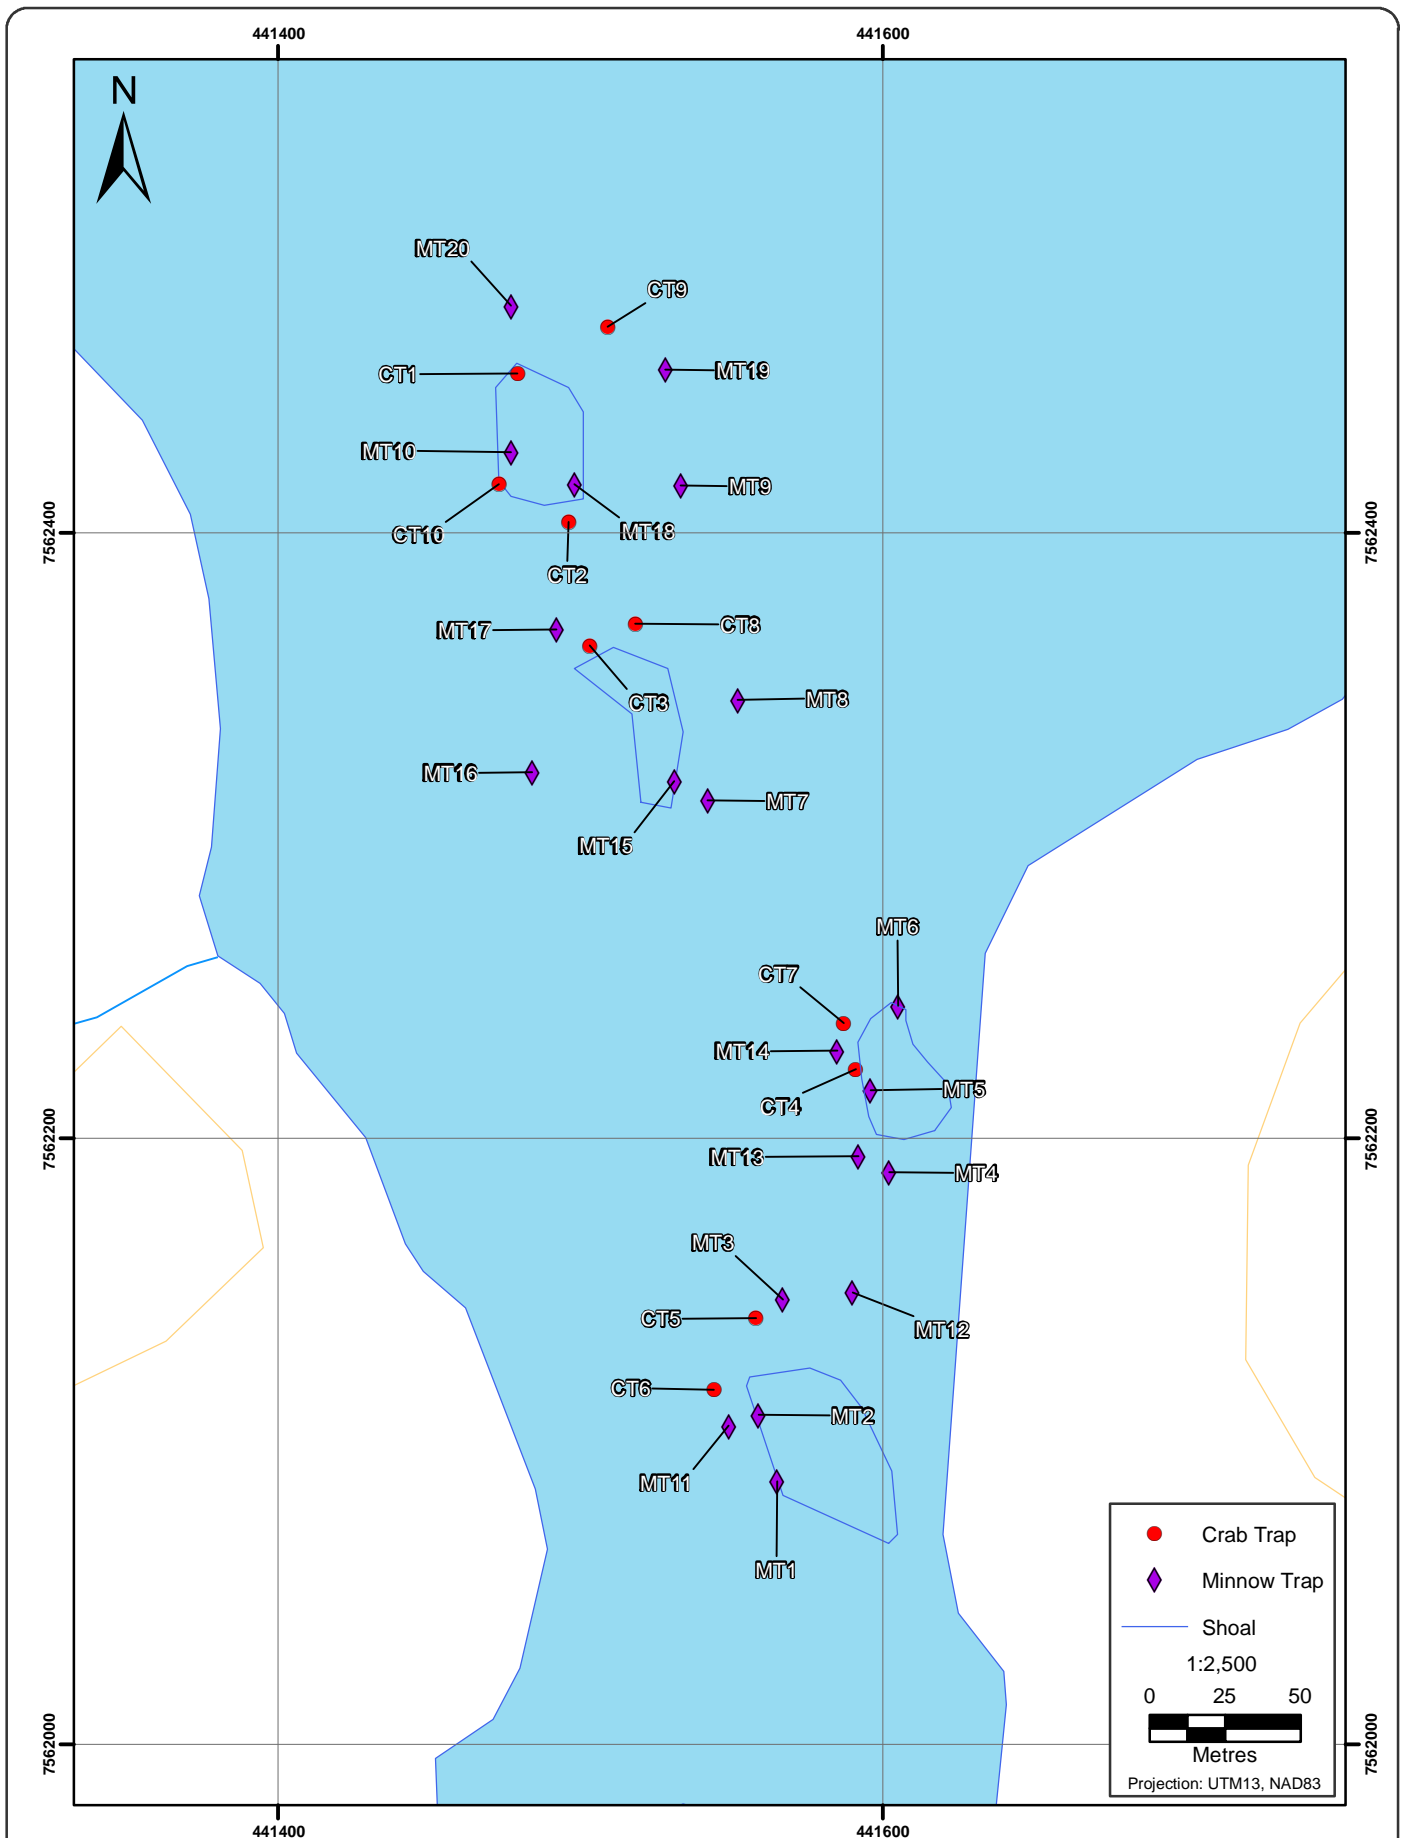 441400
441600
N
MT20
CT9
CT1
MT19
MT10
MT9
CT10
MT18
7562400
7562400
CT2
MT17
CT8
CT3
MT8
MT16
MT7
MT15
MT6
CT7
MT14
MT5
CT4
7562200
7562200
MT13
MT4
MT3
CT5
MT12
CT6
MT2
MT11
MT1
Crab Trap
Minnow Trap
Shoal
1:2,500
0 25 50
Metres
Projection: UTM13, NAD83
7562000
7562000
441400
441600